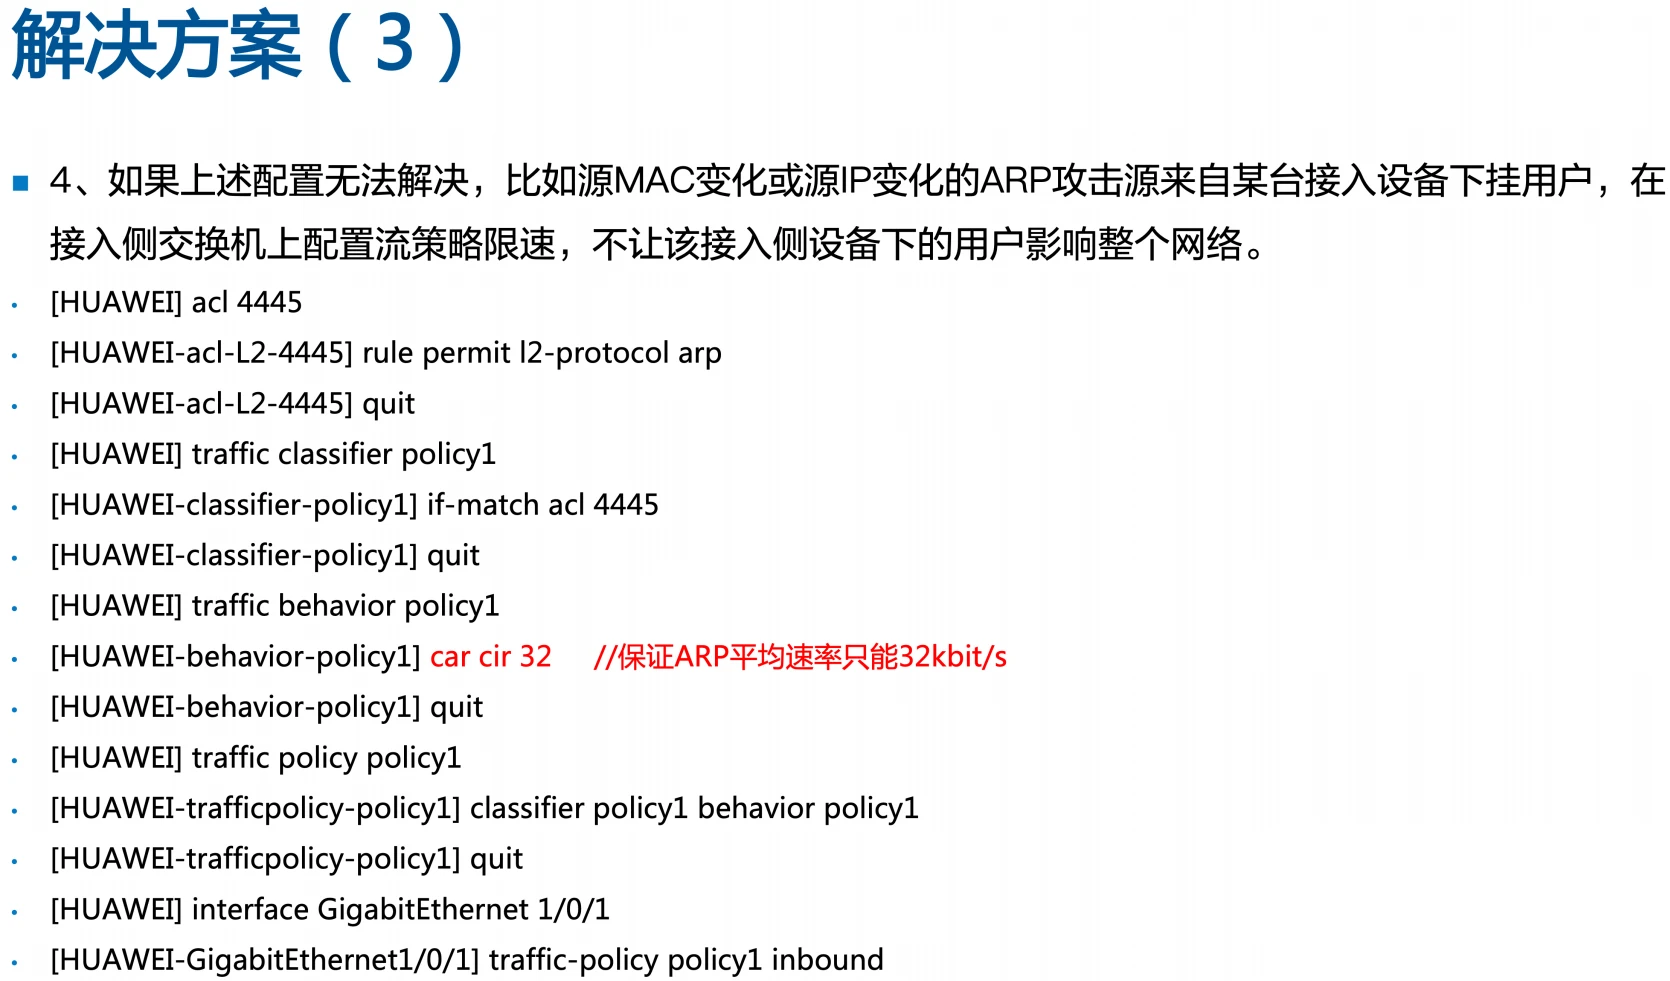 解决方案（3）
■ 4、如果上述配置无法解决，比如源MAC变化或源IP变化的ARP攻击源来自某台接入设备下挂用户，在
接入侧交换机上配置流策略限速，不让该接入侧设备下的用户影响整个网络。
• [HUAWEI] acl 4445
• [HUAWEI-acl-L2-4445] rule permit l2-protocol arp
• [HUAWEI-acl-L2-4445] quit
• [HUAWEI] traffic classifier policy1
• [HUAWEI-classifier-policy1] if-match acl 4445
• [HUAWEI-classifier-policy1] quit
• [HUAWEI] traffic behavior policy1
• [HUAWEI-behavior-policy1] car cir 32 //保证ARP平均速率只能32kbit/s
• [HUAWEI-behavior-policy1] quit
• [HUAWEI] traffic policy policy1
• [HUAWEI-trafficpolicy-policy1] classifier policy1 behavior policy1
• [HUAWEI-trafficpolicy-policy1] quit
• [HUAWEI] interface GigabitEthernet 1/0/1
• [HUAWEI-GigabitEthernet1/0/1] traffic-policy policy1 inbound